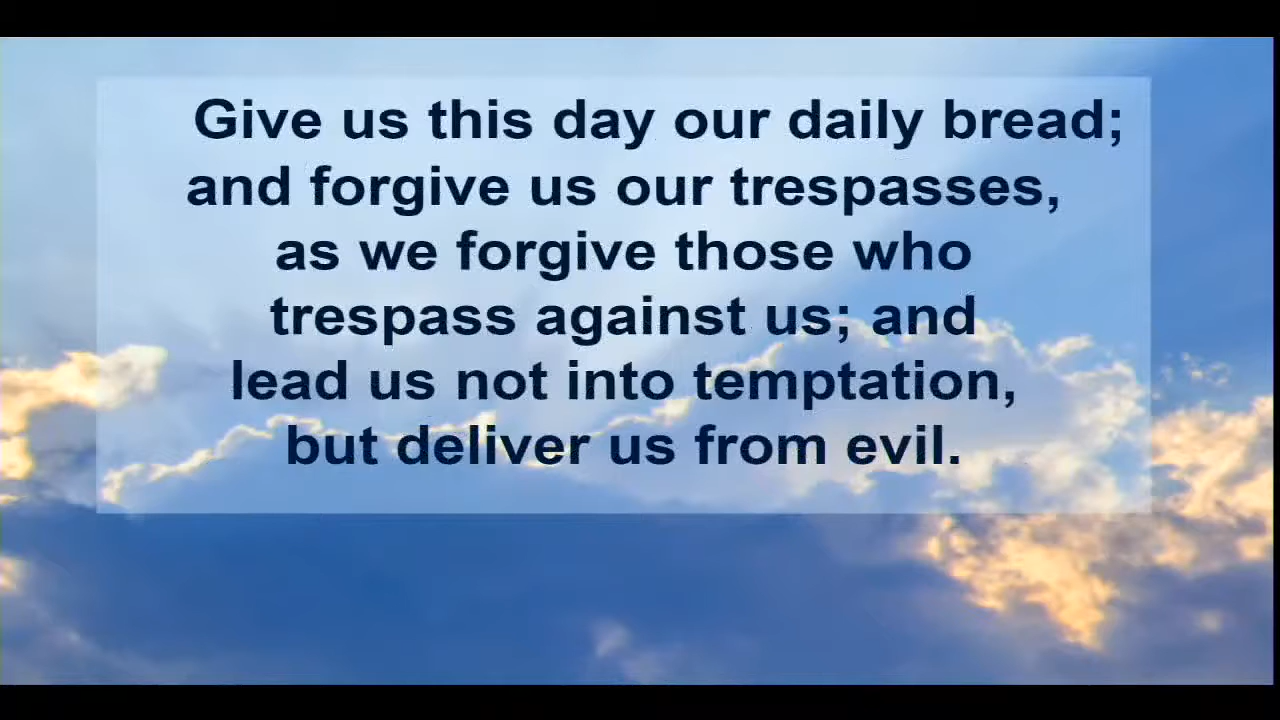 Give us this day our daily bread;
and forgive us our trespasses,
as we forgive those who
trespass against us; and
lead us not into temptation,
but deliver us from evil.